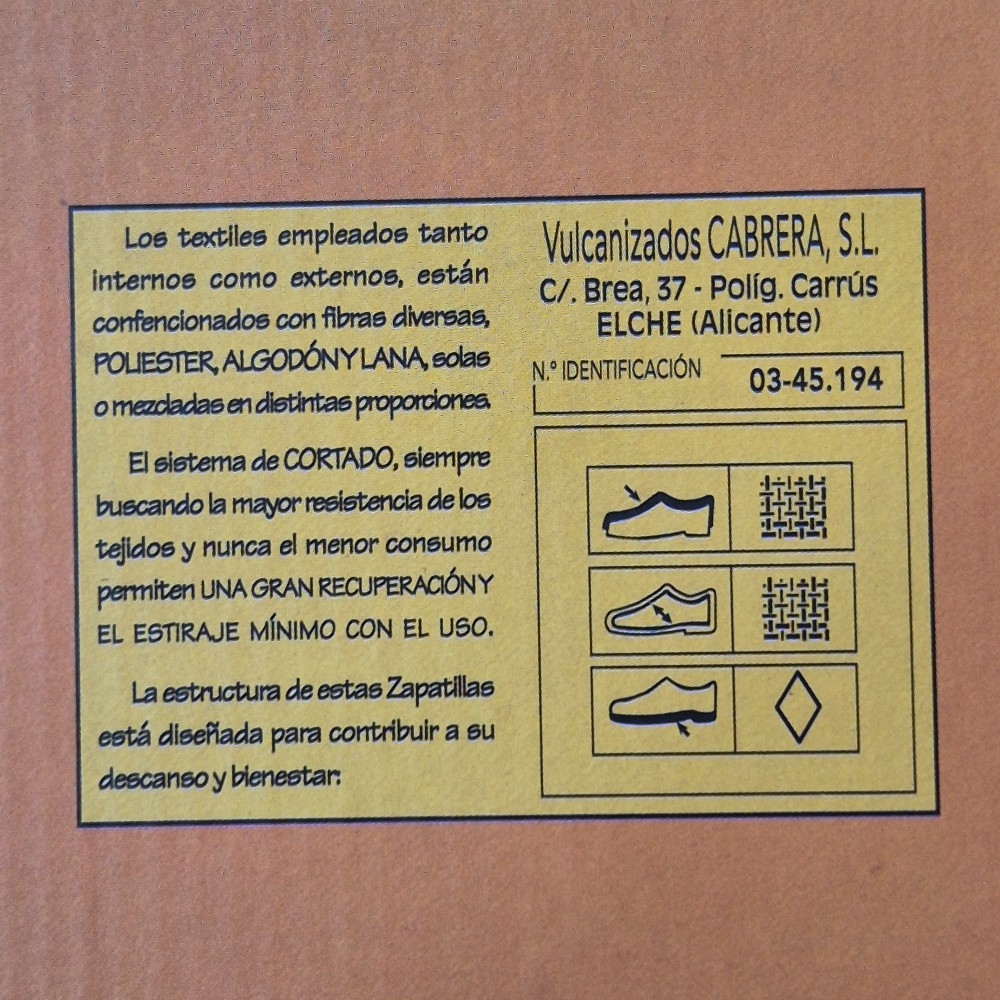 Los textiles empleados tanto
internos como externos, están
confencionados con fibras diversas,
POLIESTER, ALGODÓN Y LANA, solas
o mezcladas en distintas proporciones.
El sistema de CORTADO, siempre
buscando la mayor resistencia de los
tejidos y nunca el menor consumo
permiten UNA GRAN RECUPERACIÓN Y
EL ESTIRAJE MÍNIMO CON EL USO.
La estructura de estas Zapatillas
está diseñada para contribuir a su
descanso y bienestar.
Vulcanizados CABRERA, S.L.
C/. Brea, 37 - Políg. Carrús
ELCHE (Alicante)
N.º IDENTIFICACIÓN
03-45.194